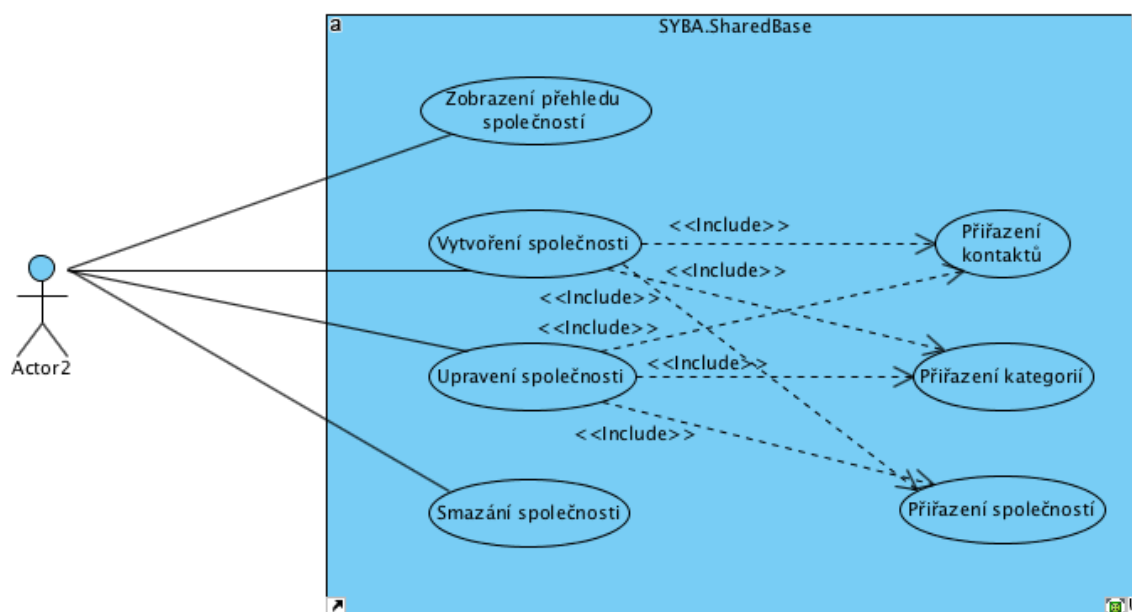 a
SYBA.SharedBase
Zobrazení přehledu
společností
Vytvoření společnosti
<<Include>>
Přiřazení
kontaktů
<<Include>>
<<Include>>
<<Include>>
Actor2
Upravení společnosti
<<Include>>
Přiřazení kategorií
<<Include>>
Smazání společnosti
Přiřazení společností